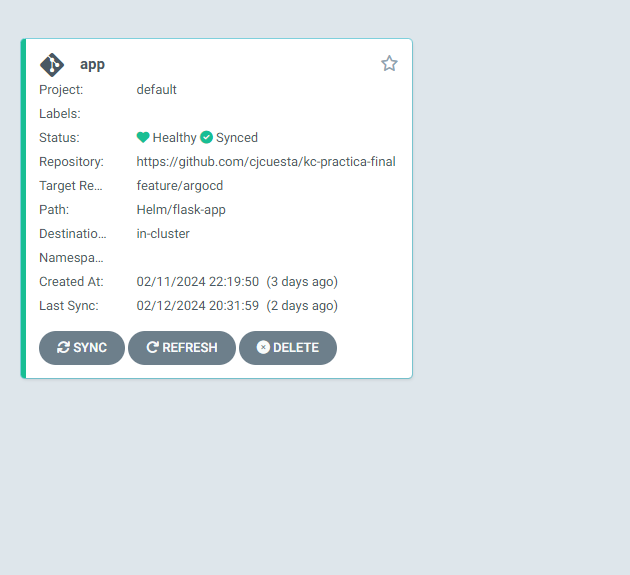 app
Project: default
Labels:
Status: Healthy Synced
Repository: https://github.com/cjcuesta/kc-practica-final
Target Re... feature/argocd
Path: Helm/flask-app
Destinatio... in-cluster
Namespa...
Created At: 02/11/2024 22:19:50 (3 days ago)
Last Sync: 02/12/2024 20:31:59 (2 days ago)
SYNC REFRESH DELETE